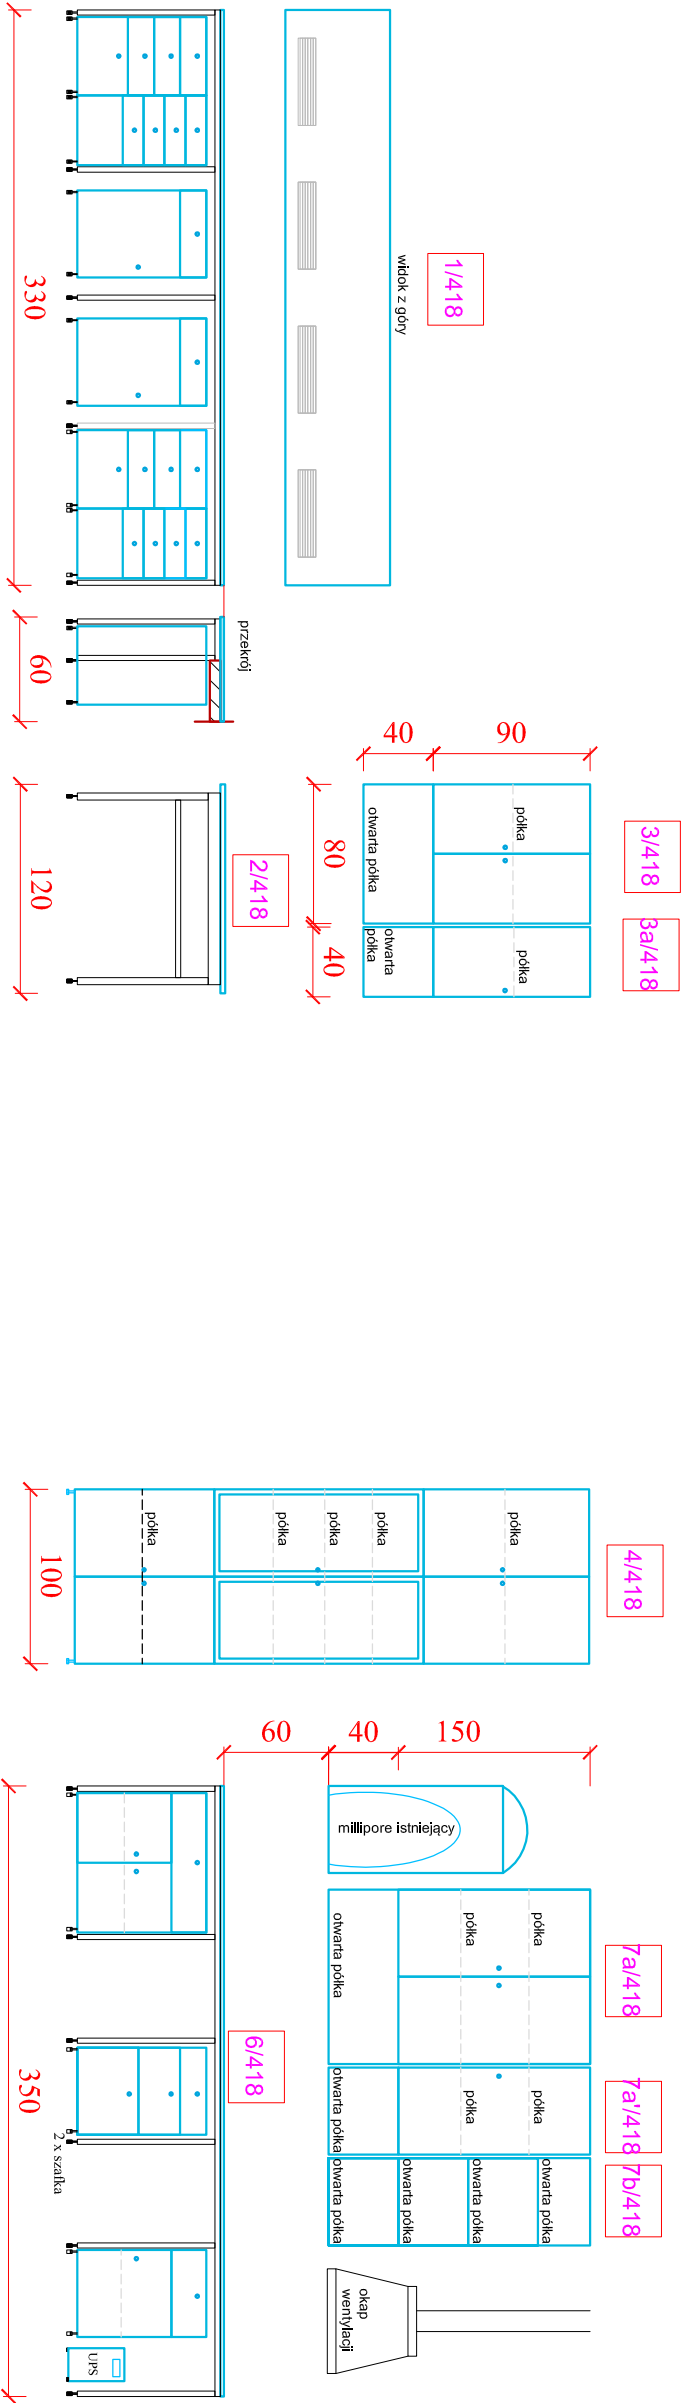 1/418
widok z góry
330
przekrój
60
3/418
3a/418
90
40
półka
otwarta półka
80
półka
otwarta
półka
40
2/418
120
4/418
półka
półka
półka
półka
półka
100
7a/418
7a'/418
7b/418
150
40
60
millipore istniejący
półka
półka
otwarta półka
półka
półka
otwarta półka
otwarta półka
otwarta półka
otwarta półka
otwarta półka
okap
wentylacji
6/418
2 x szafka
UPS
350